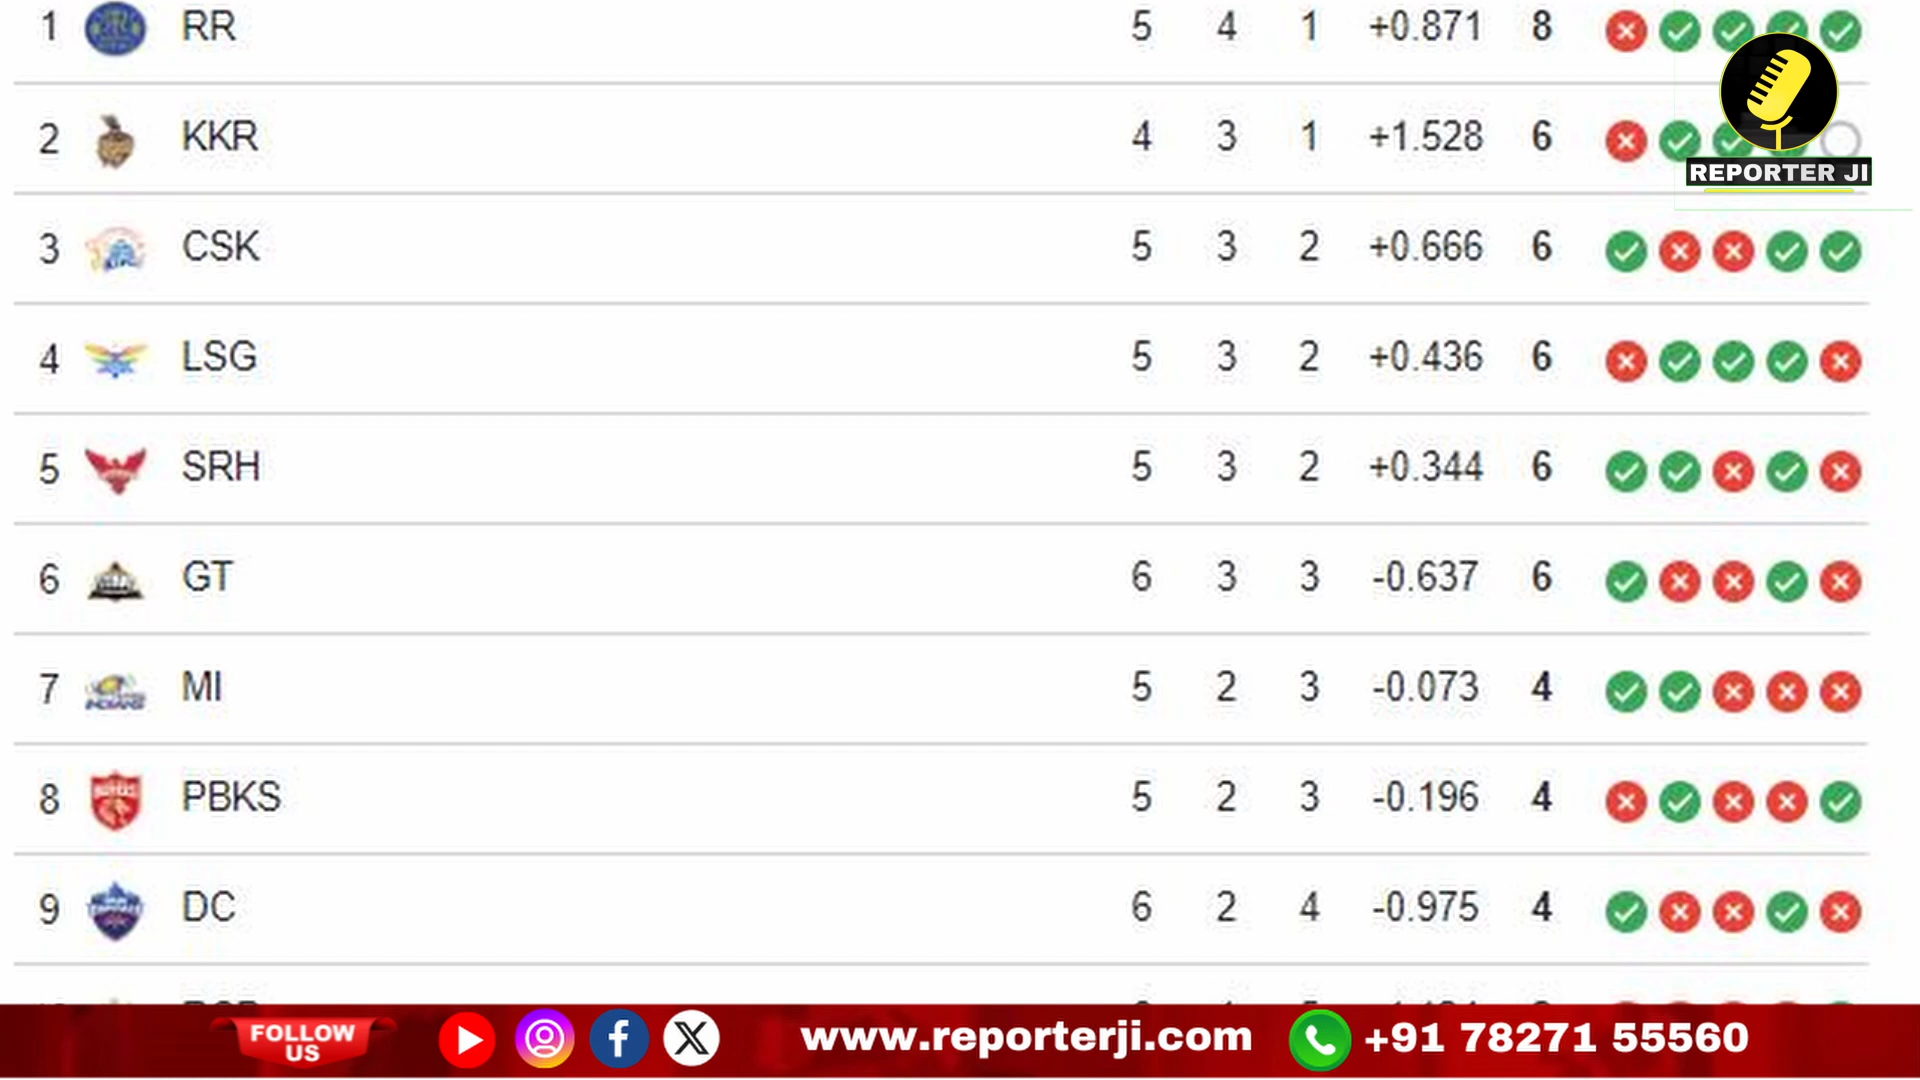 1 RR 5 4 1 +0.871 8
2 KKR 4 3 1 +1.528 6
REPORTER JI
3 CSK 5 3 2 +0.666 6
4 LSG 5 3 2 +0.436 6
5 SRH 5 3 2 +0.344 6
6 GT 6 3 3 -0.637 6
7 MI 5 2 3 -0.073 4
8 PBKS 5 2 3 -0.196 4
9 DC 6 2 4 -0.975 4
FOLLOW US www.reporterji.com +91 78271 55560